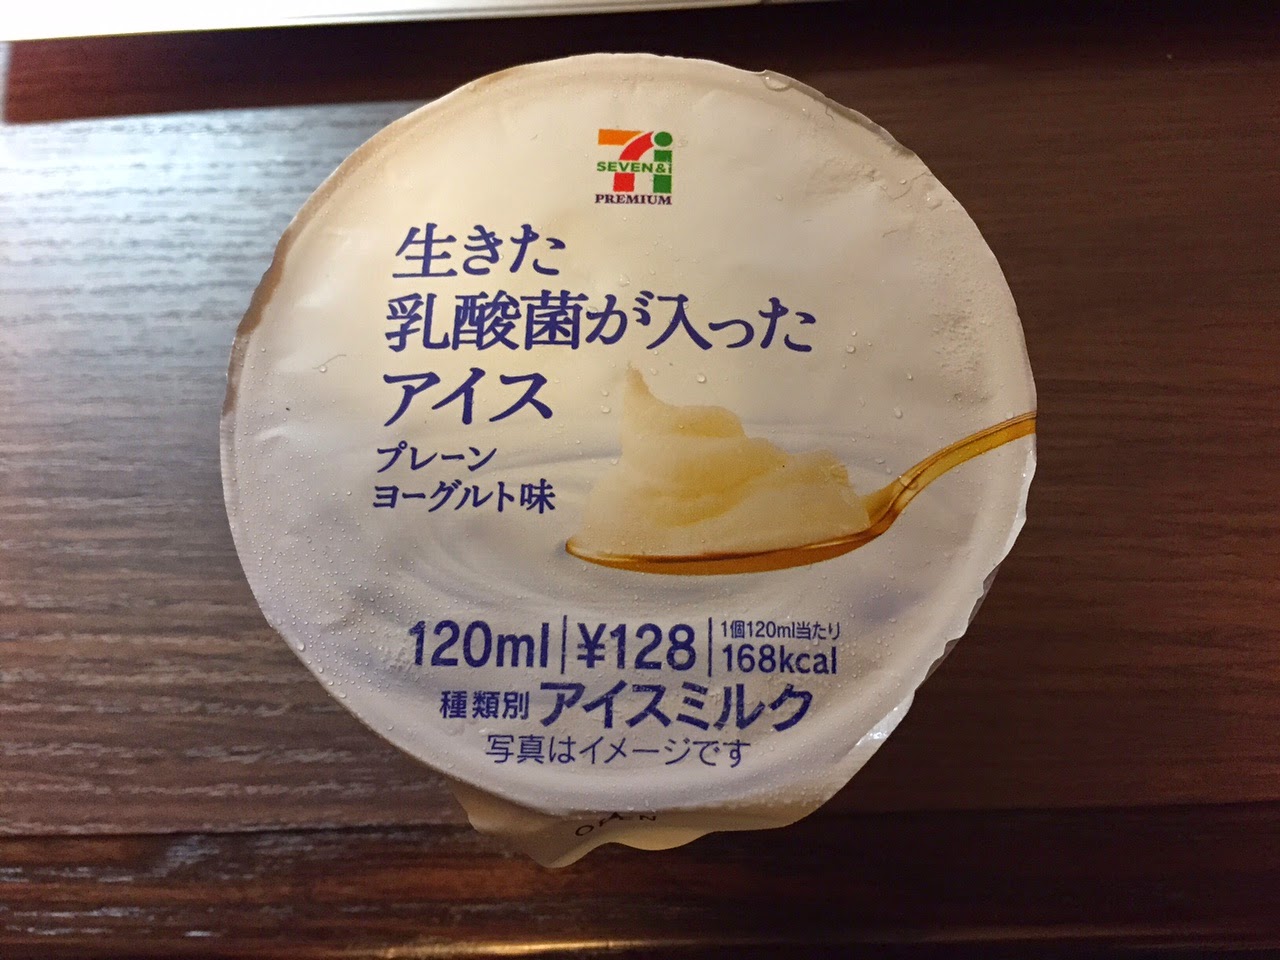 SEVEN&i
PREMIUM
生きた
乳酸菌が入った
アイス
プレーン
ヨーグルト味
120ml ¥128 1個120ml当たり
168kcal
種類別 アイスミルク
写真はイメージです
OPEN